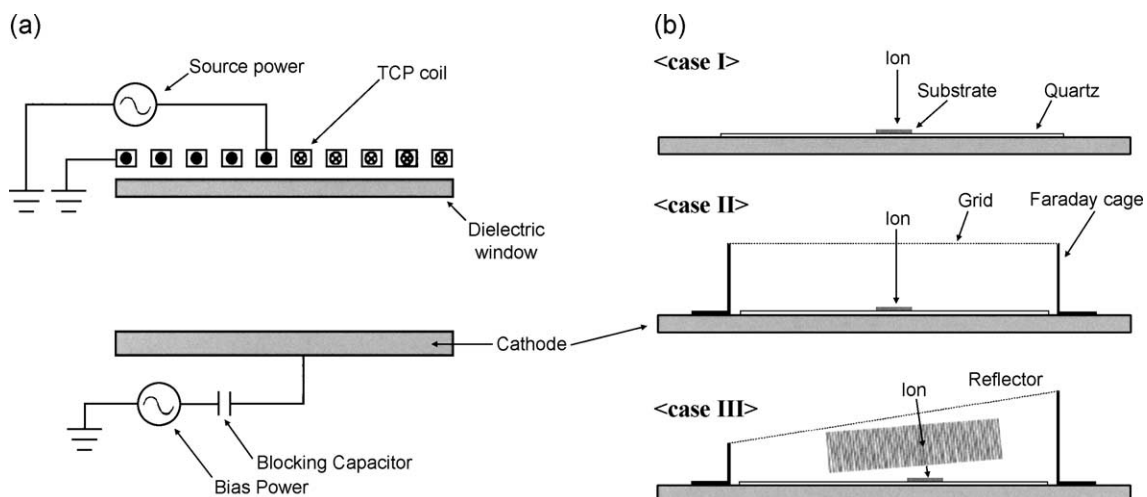 (a)
Source power
TCP coil
Dielectric
window
Cathode
Blocking Capacitor
Bias Power
(b)
<case I>
Ion
Substrate
Quartz
<case II>
Ion
Grid
Faraday cage
<case III>
Ion
Reflector